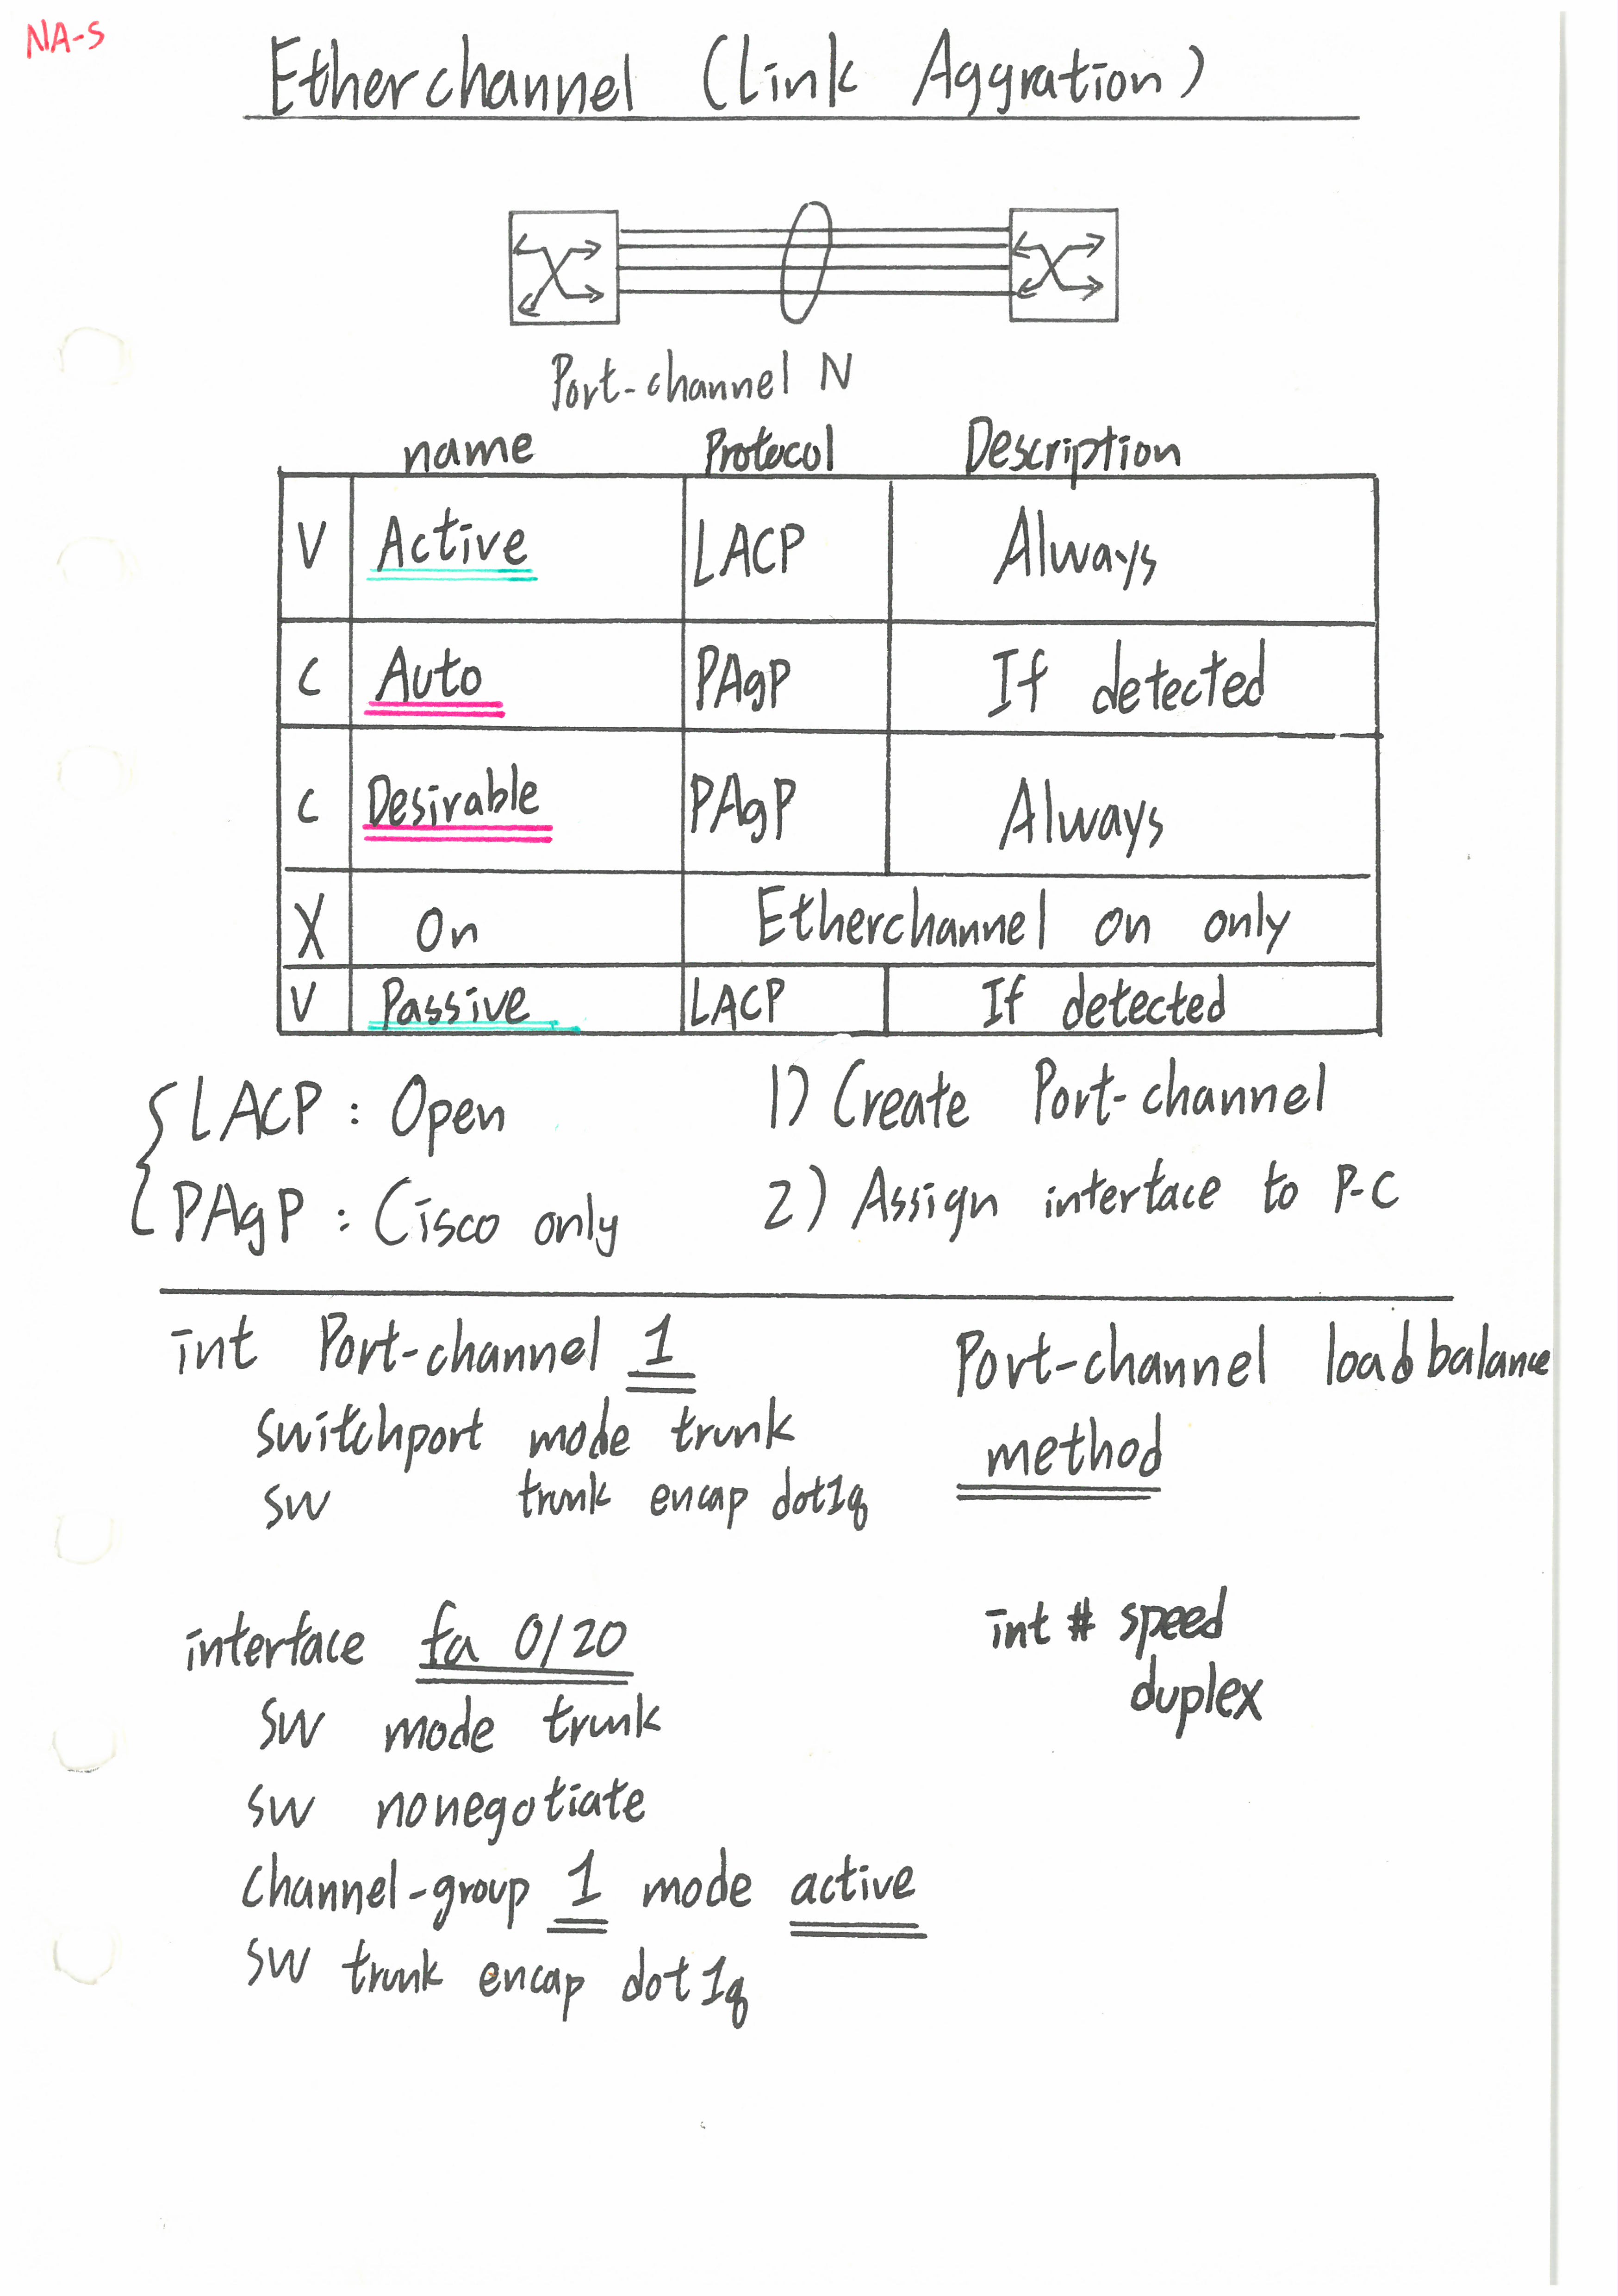 NA-S
Etherchannel (Link Aggration)
Port-channel N
name Protocol Description
V Active LACP Always
C Auto PAgP If detected
C Desirable PAgP Always
X On Etherchannel on only
V Passive LACP If detected
{ LACP : Open
PAgP : Cisco only
1) Create Port-channel
2) Assign interface to P-C
int Port-channel 1
switchport mode trunk
sw trunk encap dot1q
Port-channel loadbalance
method
interface fa 0/20
sw mode trunk
sw nonegotiate
channel-group 1 mode active
sw trunk encap dot1q
int # speed
duplex